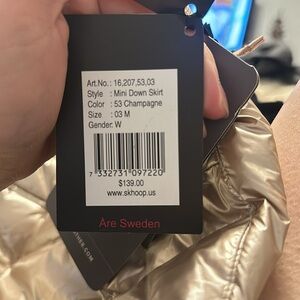 Art.No.: 16,207,53,03
Style : Mini Down Skirt
Color : 53 Champagne
Size : 03 M
Gender: W
7 332731 097220
$139.00
www.skhoop.se
Åre Sweden